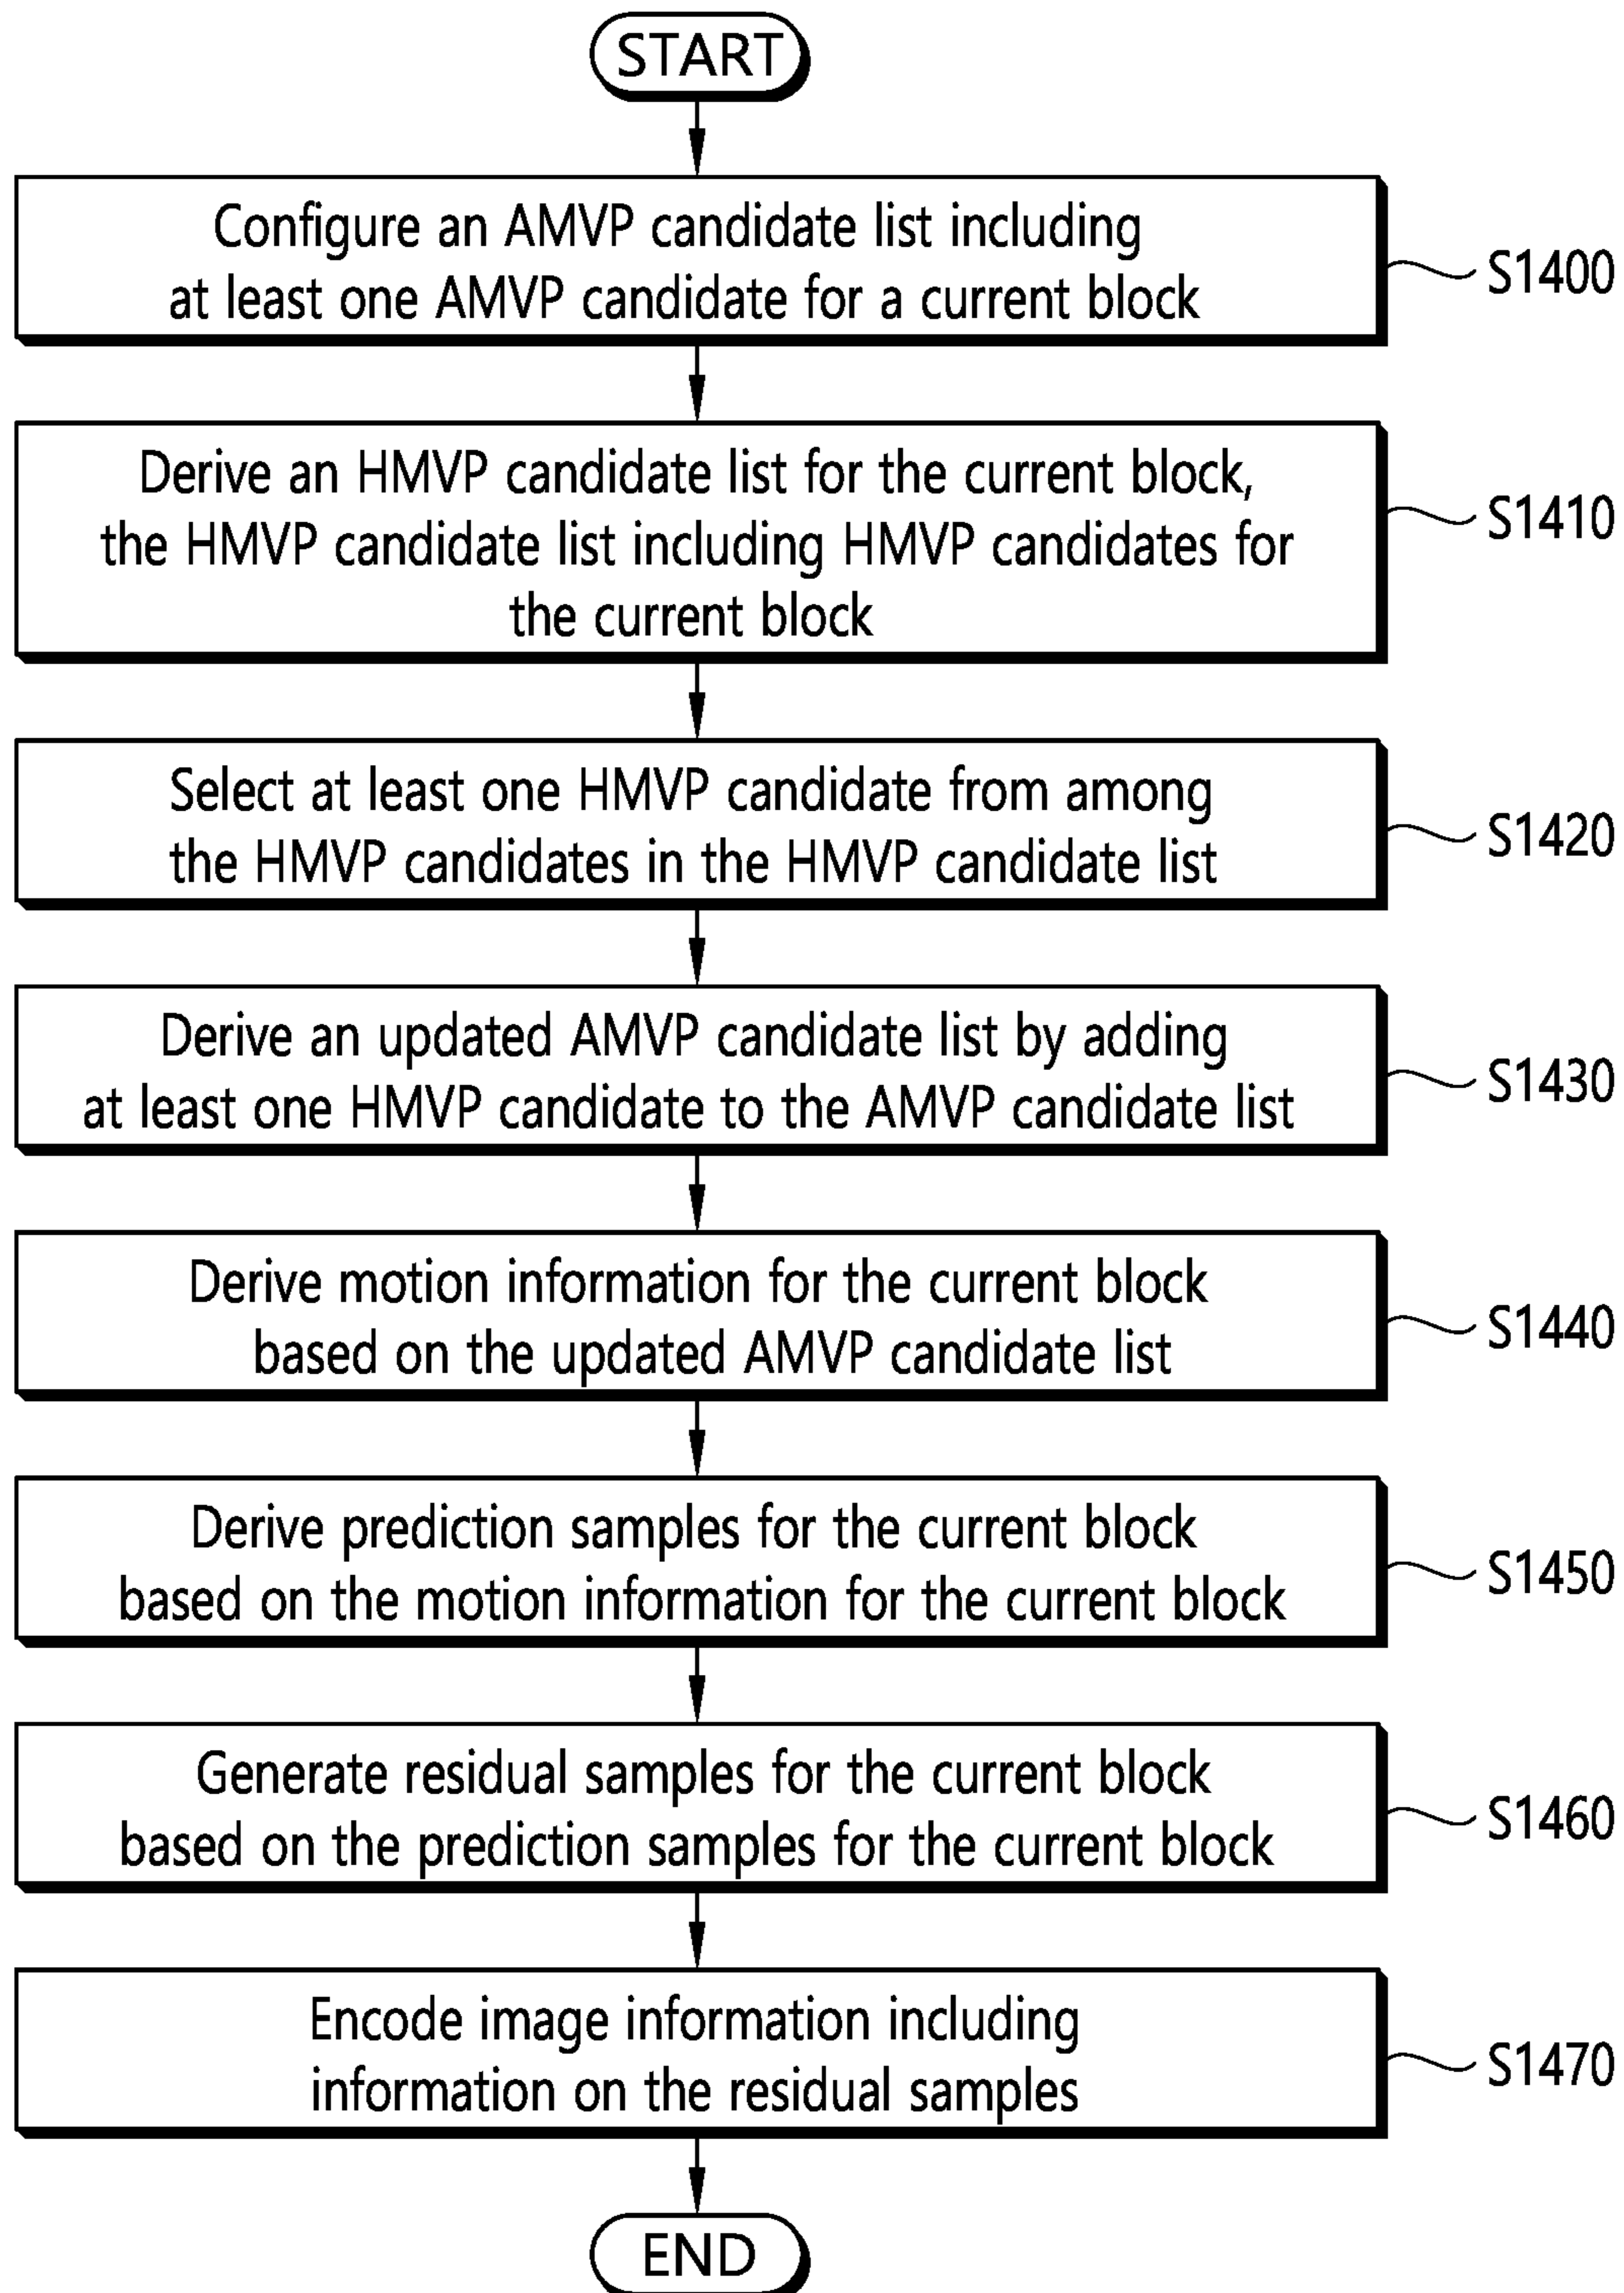 START
Configure an AMVP candidate list including
at least one AMVP candidate for a current block
S1400
Derive an HMVP candidate list for the current block,
the HMVP candidate list including HMVP candidates for
the current block
S1410
Select at least one HMVP candidate from among
the HMVP candidates in the HMVP candidate list
S1420
Derive an updated AMVP candidate list by adding
at least one HMVP candidate to the AMVP candidate list
S1430
Derive motion information for the current block
based on the updated AMVP candidate list
S1440
Derive prediction samples for the current block
based on the motion information for the current block
S1450
Generate residual samples for the current block
based on the prediction samples for the current block
S1460
Encode image information including
information on the residual samples
S1470
END